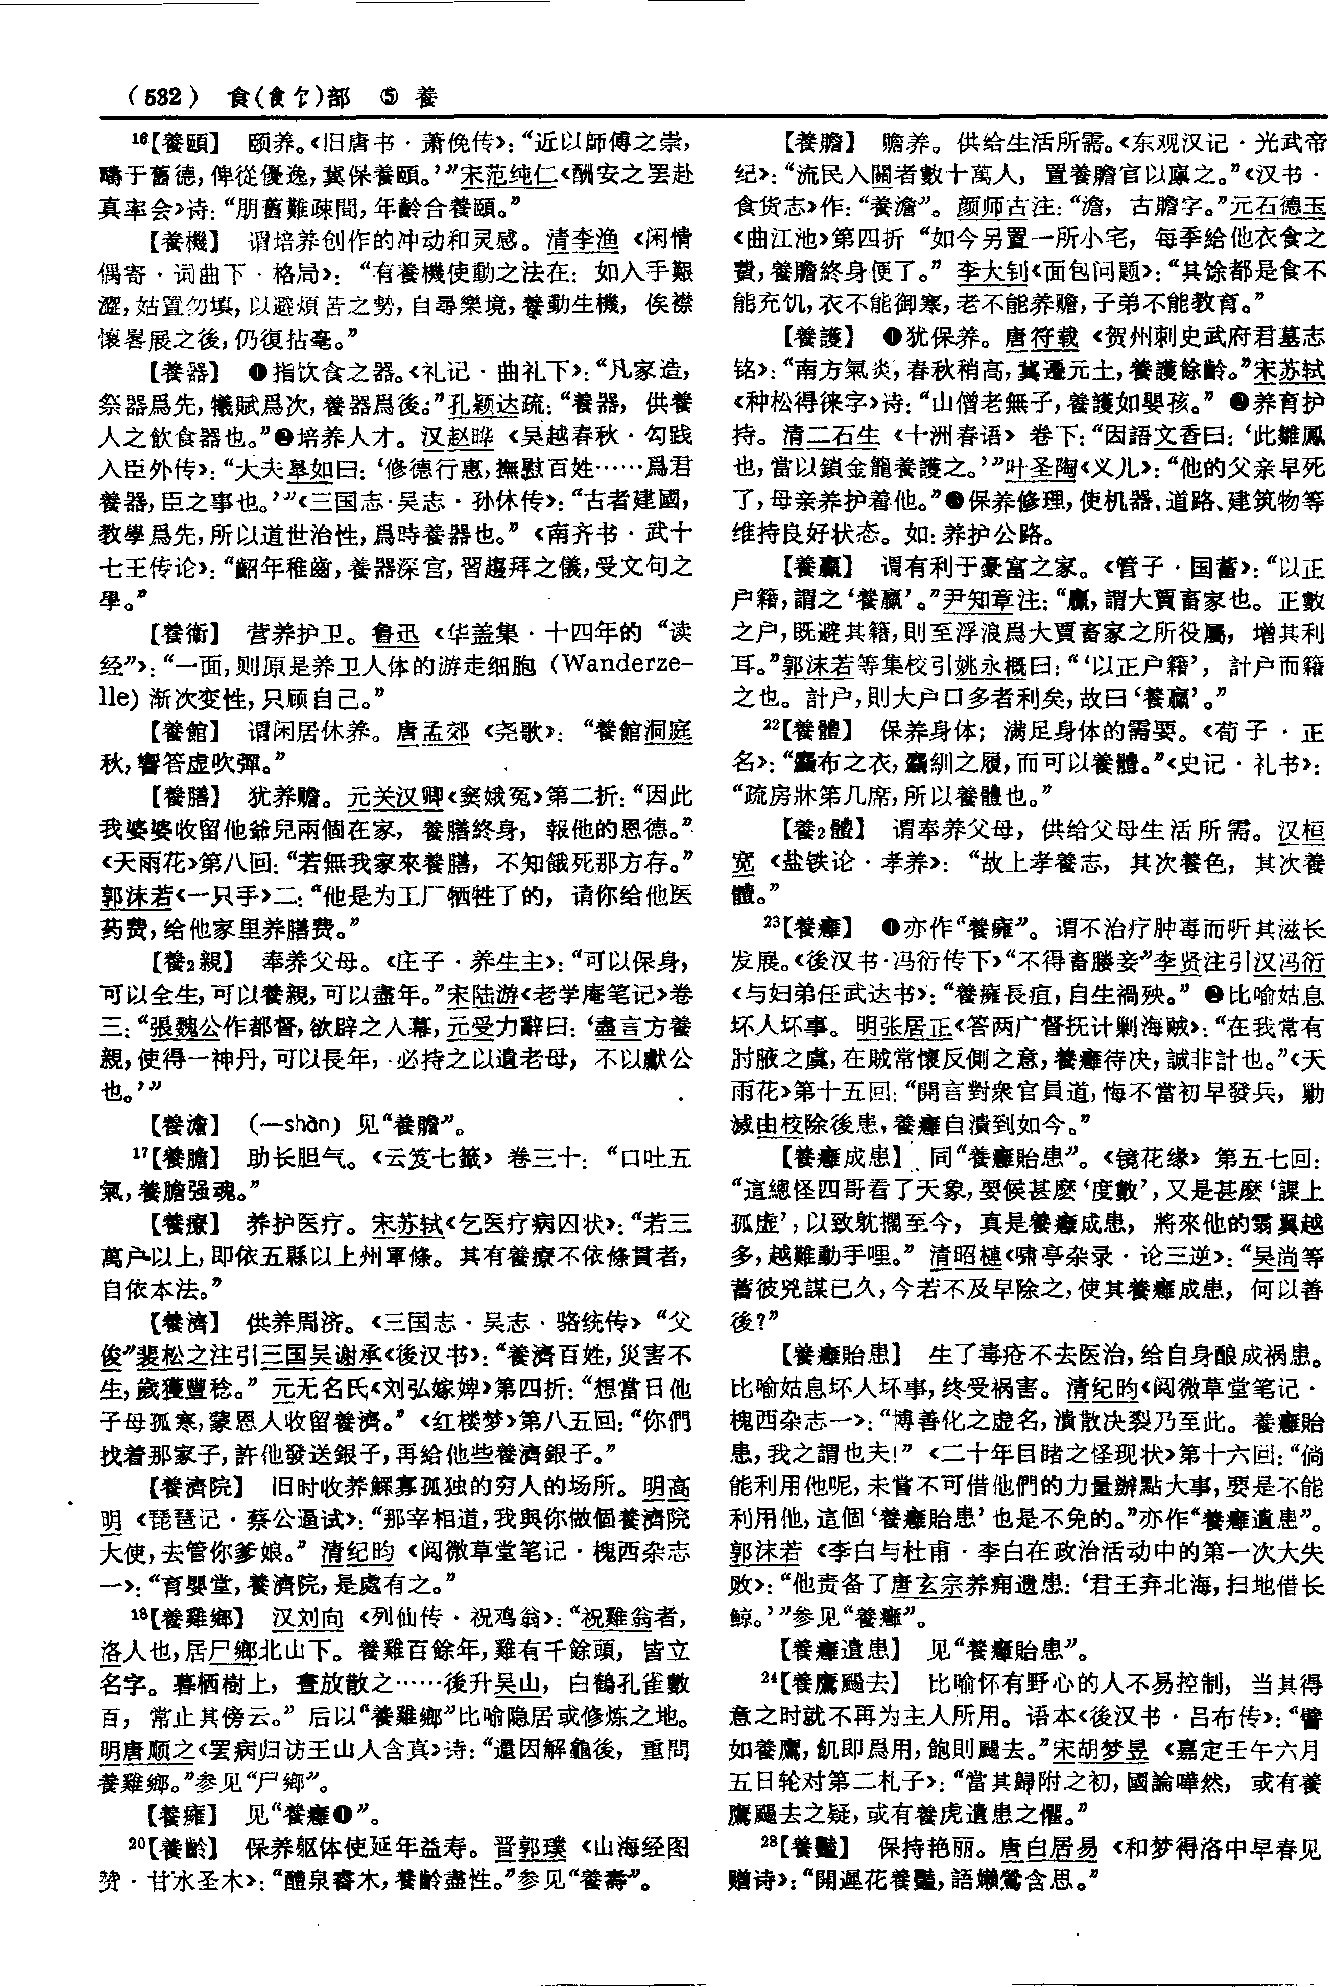 （532） 食(飠饣)部 ⑤ 養
16【養頤】 颐养。《旧唐书·萧俛传》：“近以師傅之崇，
疇于舊德，俾從優逸，冀保養頤。’”宋范纯仁《酬安之罢赴
真率会》诗：“朋舊難疎間，年齡合養頤。”
【養機】 谓培养创作的冲动和灵感。清李渔《闲情
偶寄·词曲下·格局》：“有養機使動之法在：如入手艱
澀，姑置勿填，以避煩苦之勢，自尋樂境，養動生機，俟襟
懷畧展之後，仍復拈毫。”
【養器】 ❶指饮食之器。《礼记·曲礼下》：“凡家造，
祭器爲先，犧賦爲次，養器爲後。”孔颖达疏：“養器，供養
人之飲食器也。”❷培养人才。汉赵晔《吴越春秋·勾践
入臣外传》：“大夫皋如曰：‘修德行惠，撫慰百姓……爲君
養器，臣之事也。’”《三国志·吴志·孙休传》：“古者建國，
教學爲先，所以道世治性，爲時養器也。”《南齐书·武十
七王传论》：“齠年稚齒，養器深宫，習趨拜之儀，受文句之
學。”
【養衛】 营养护卫。鲁迅《华盖集·十四年的“读
经”》：“一面，则原是养卫人体的游走细胞（Wanderze-
lle）渐次变性，只顾自己。”
【養館】 谓闲居休养。唐孟郊《尧歌》：“養館洞庭
秋，響答虚吹彈。”
【養膳】 犹养赡。元关汉卿《窦娥冤》第二折：“因此
我婆婆收留他爺兒兩個在家，養膳終身，報他的恩德。”
《天雨花》第八回：“若無我家來養膳，不知餓死那方存。”
郭沫若《一只手》二：“他是为工厂牺牲了的，请你给他医
药费，给他家里养膳费。”
【養2親】 奉养父母。《庄子·养生主》：“可以保身，
可以全生，可以養親，可以盡年。”宋陆游《老学庵笔记》卷
三：“張魏公作都督，欲辟之入幕，元受力辭曰：‘盡言方養
親，使得一神丹，可以長年，必持之以遺老母，不以獻公
也。’”
【養澹】 （—shàn）见“養贍”。
17【養膽】 助长胆气。《云笈七籤》卷三十：“口吐五
氣，養膽强魂。”
【養療】 养护医疗。宋苏轼《乞医疗病囚状》：“若三
萬户以上，即依五縣以上州軍條。其有養療不依條貫者，
自依本法。”
【養濟】 供养周济。《三国志·吴志·骆统传》“父
俊”裴松之注引三国吴谢承《後汉书》：“養濟百姓，災害不
生，歲獲豐稔。”元无名氏《刘弘嫁婢》第四折：“想當日他
子母孤寒，蒙恩人收留養濟。”《红楼梦》第八五回：“你們
找着那家子，許他發送銀子，再給他些養濟銀子。”
【養濟院】 旧时收养鰥寡孤独的穷人的场所。明高
明《琵琶记·蔡公逼试》：“那宰相道，我與你做個養濟院
大使，去管你爹娘。”清纪昀《阅微草堂笔记·槐西杂志
一》：“育嬰堂，養濟院，是處有之。”
18【養雞鄉】 汉刘向《列仙传·祝鸡翁》：“祝雞翁者，
洛人也，居尸鄉北山下。養雞百餘年，雞有千餘頭，皆立
名字。暮栖樹上，晝放散之……後升吴山，白鶴孔雀數
百，常止其傍云。”后以“養雞鄉”比喻隐居或修炼之地。
明唐顺之《罢病归访王山人含真》诗：“還因解龜後，重問
養雞鄉。”参见“尸鄉”。
【養癕】 见“養癰❶”。
20【養齡】 保养躯体使延年益寿。晋郭璞《山海经图
赞·甘水圣木》：“醴泉睿木，養齡盡性。”参见“養壽”。
【養贍】 赡养。供给生活所需。《东观汉记·光武帝
纪》：“流民入關者數十萬人，置養贍官以廩之。”《汉书·
食货志》作：“養澹”。颜师古注：“澹，古贍字。”元石德玉
《曲江池》第四折“如今另置一所小宅，每季给他衣食之
費，養贍終身便了。”李大钊《面包问题》：“其馀都是食不
能充饥，衣不能御寒，老不能养赡，子弟不能教育。”
【養護】 ❶犹保养。唐符载《贺州刺史武府君墓志
铭》：“南方氣炎，春秋稍高，冀還元土，養護餘齡。”宋苏轼
《种松得徕字》诗：“山僧老無子，養護如嬰孩。”❷养育护
持。清二石生《十洲春语》卷下：“因語文香曰：‘此雛鳳
也，當以鎖金籠養護之。’”叶圣陶《义儿》：“他的父亲早死
了，母亲养护着他。”❸保养修理，使机器、道路、建筑物等
维持良好状态。如：养护公路。
【養贏】 谓有利于豪富之家。《管子·国蓄》：“以正
户籍，謂之‘養贏’。”尹知章注：“贏，謂大賈畜家也。正數
之户，既避其籍，則至浮浪爲大賈畜家之所役屬，增其利
耳。”郭沫若等集校引姚永概曰：“‘以正户籍’，計户而籍
之也。計户，則大户口多者利矣，故曰‘養贏’。”
22【養體】 保养身体；满足身体的需要。《荀子·正
名》：“麤布之衣，麤紃之履，而可以養體。”《史记·礼书》：
“疏房牀第几席，所以養體也。”
【養2體】 谓奉养父母，供给父母生活所需。汉桓
宽《盐铁论·孝养》：“故上孝養志，其次養色，其次養
體。”
23【養癰】 ❶亦作“養癕”。谓不治疗肿毒而听其滋长
发展。《後汉书·冯衍传下》“不得畜媵妾”李贤注引汉冯衍
《与妇弟任武达书》：“養癕長疽，自生禍殃。”❷比喻姑息
坏人坏事。明张居正《答两广督抚计剿海贼》：“在我常有
肘腋之虞，在賊常懷反側之意，養癰待决，誠非計也。”《天
雨花》第十五回：“開言對衆官員道，悔不當初早發兵，勦
滅由校除後患，養癰自潰到如今。”
【養癰成患】 同“養癰貽患”。《镜花缘》第五七回：
“這總怪四哥看了天象，要候甚麽‘度數’，又是甚麽‘課上
孤虚’，以致躭擱至今，真是養癰成患，將來他的羽翼越
多，越難動手哩。”清昭槤《啸亭杂录·论三逆》：“吴尚等
蓄彼兇謀已久，今若不及早除之，使其養癰成患，何以善
後？”
【養癰貽患】 生了毒疮不去医治，给自身酿成祸患。
比喻姑息坏人坏事，终受祸害。清纪昀《阅微草堂笔记·
槐西杂志一》：“博善化之虚名，潰散决裂乃至此。養癰貽
患，我之謂也夫！”《二十年目睹之怪现状》第十六回：“倘
能利用他呢，未嘗不可借他們的力量辦點大事，要是不能
利用他，這個‘養癰貽患’也是不免的。”亦作“養癰遺患”。
郭沫若《李白与杜甫·李白在政治活动中的第一次大失
败》：“他责备了唐玄宗养痈遗患：‘君王弃北海，扫地借长
鲸。’”参见“養癰”。
【養癰遺患】 见“養癰貽患”。
24【養鷹颺去】 比喻怀有野心的人不易控制，当其得
意之时就不再为主人所用。语本《後汉书·吕布传》：“譬
如養鷹，飢即爲用，飽則颺去。”宋胡梦昱《嘉定壬午六月
五日轮对第二札子》：“當其歸附之初，國論嘩然，或有養
鷹颺去之疑，或有養虎遺患之懼。”
28【養豔】 保持艳丽。唐白居易《和梦得洛中早春见
赠诗》：“開遲花養豔，語嬾鶯含思。”